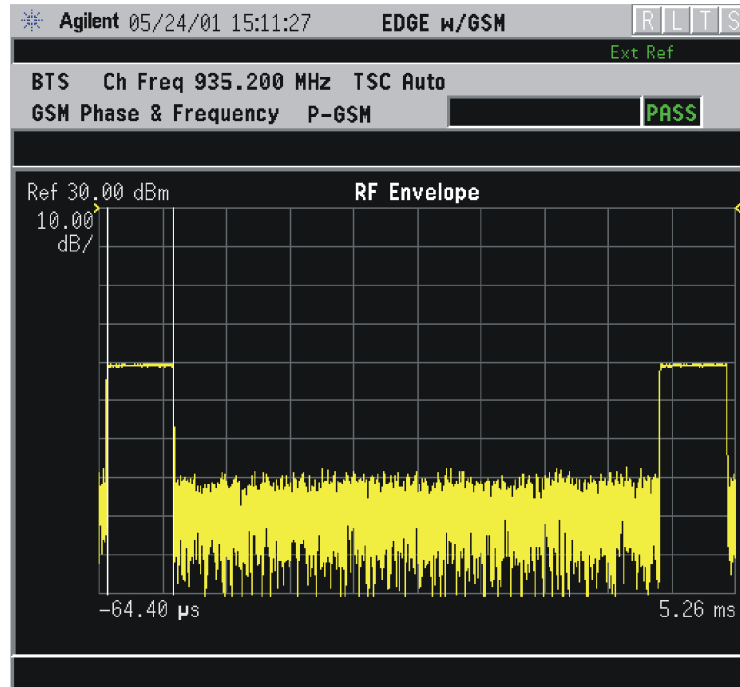 Agilent 05/24/01 15:11:27 EDGE w/GSM R L T S
Ext Ref
BTS Ch Freq 935.200 MHz TSC Auto
GSM Phase & Frequency P-GSM PASS
Ref 30.00 dBm RF Envelope
10.00
dB/
-64.40 µs 5.26 ms